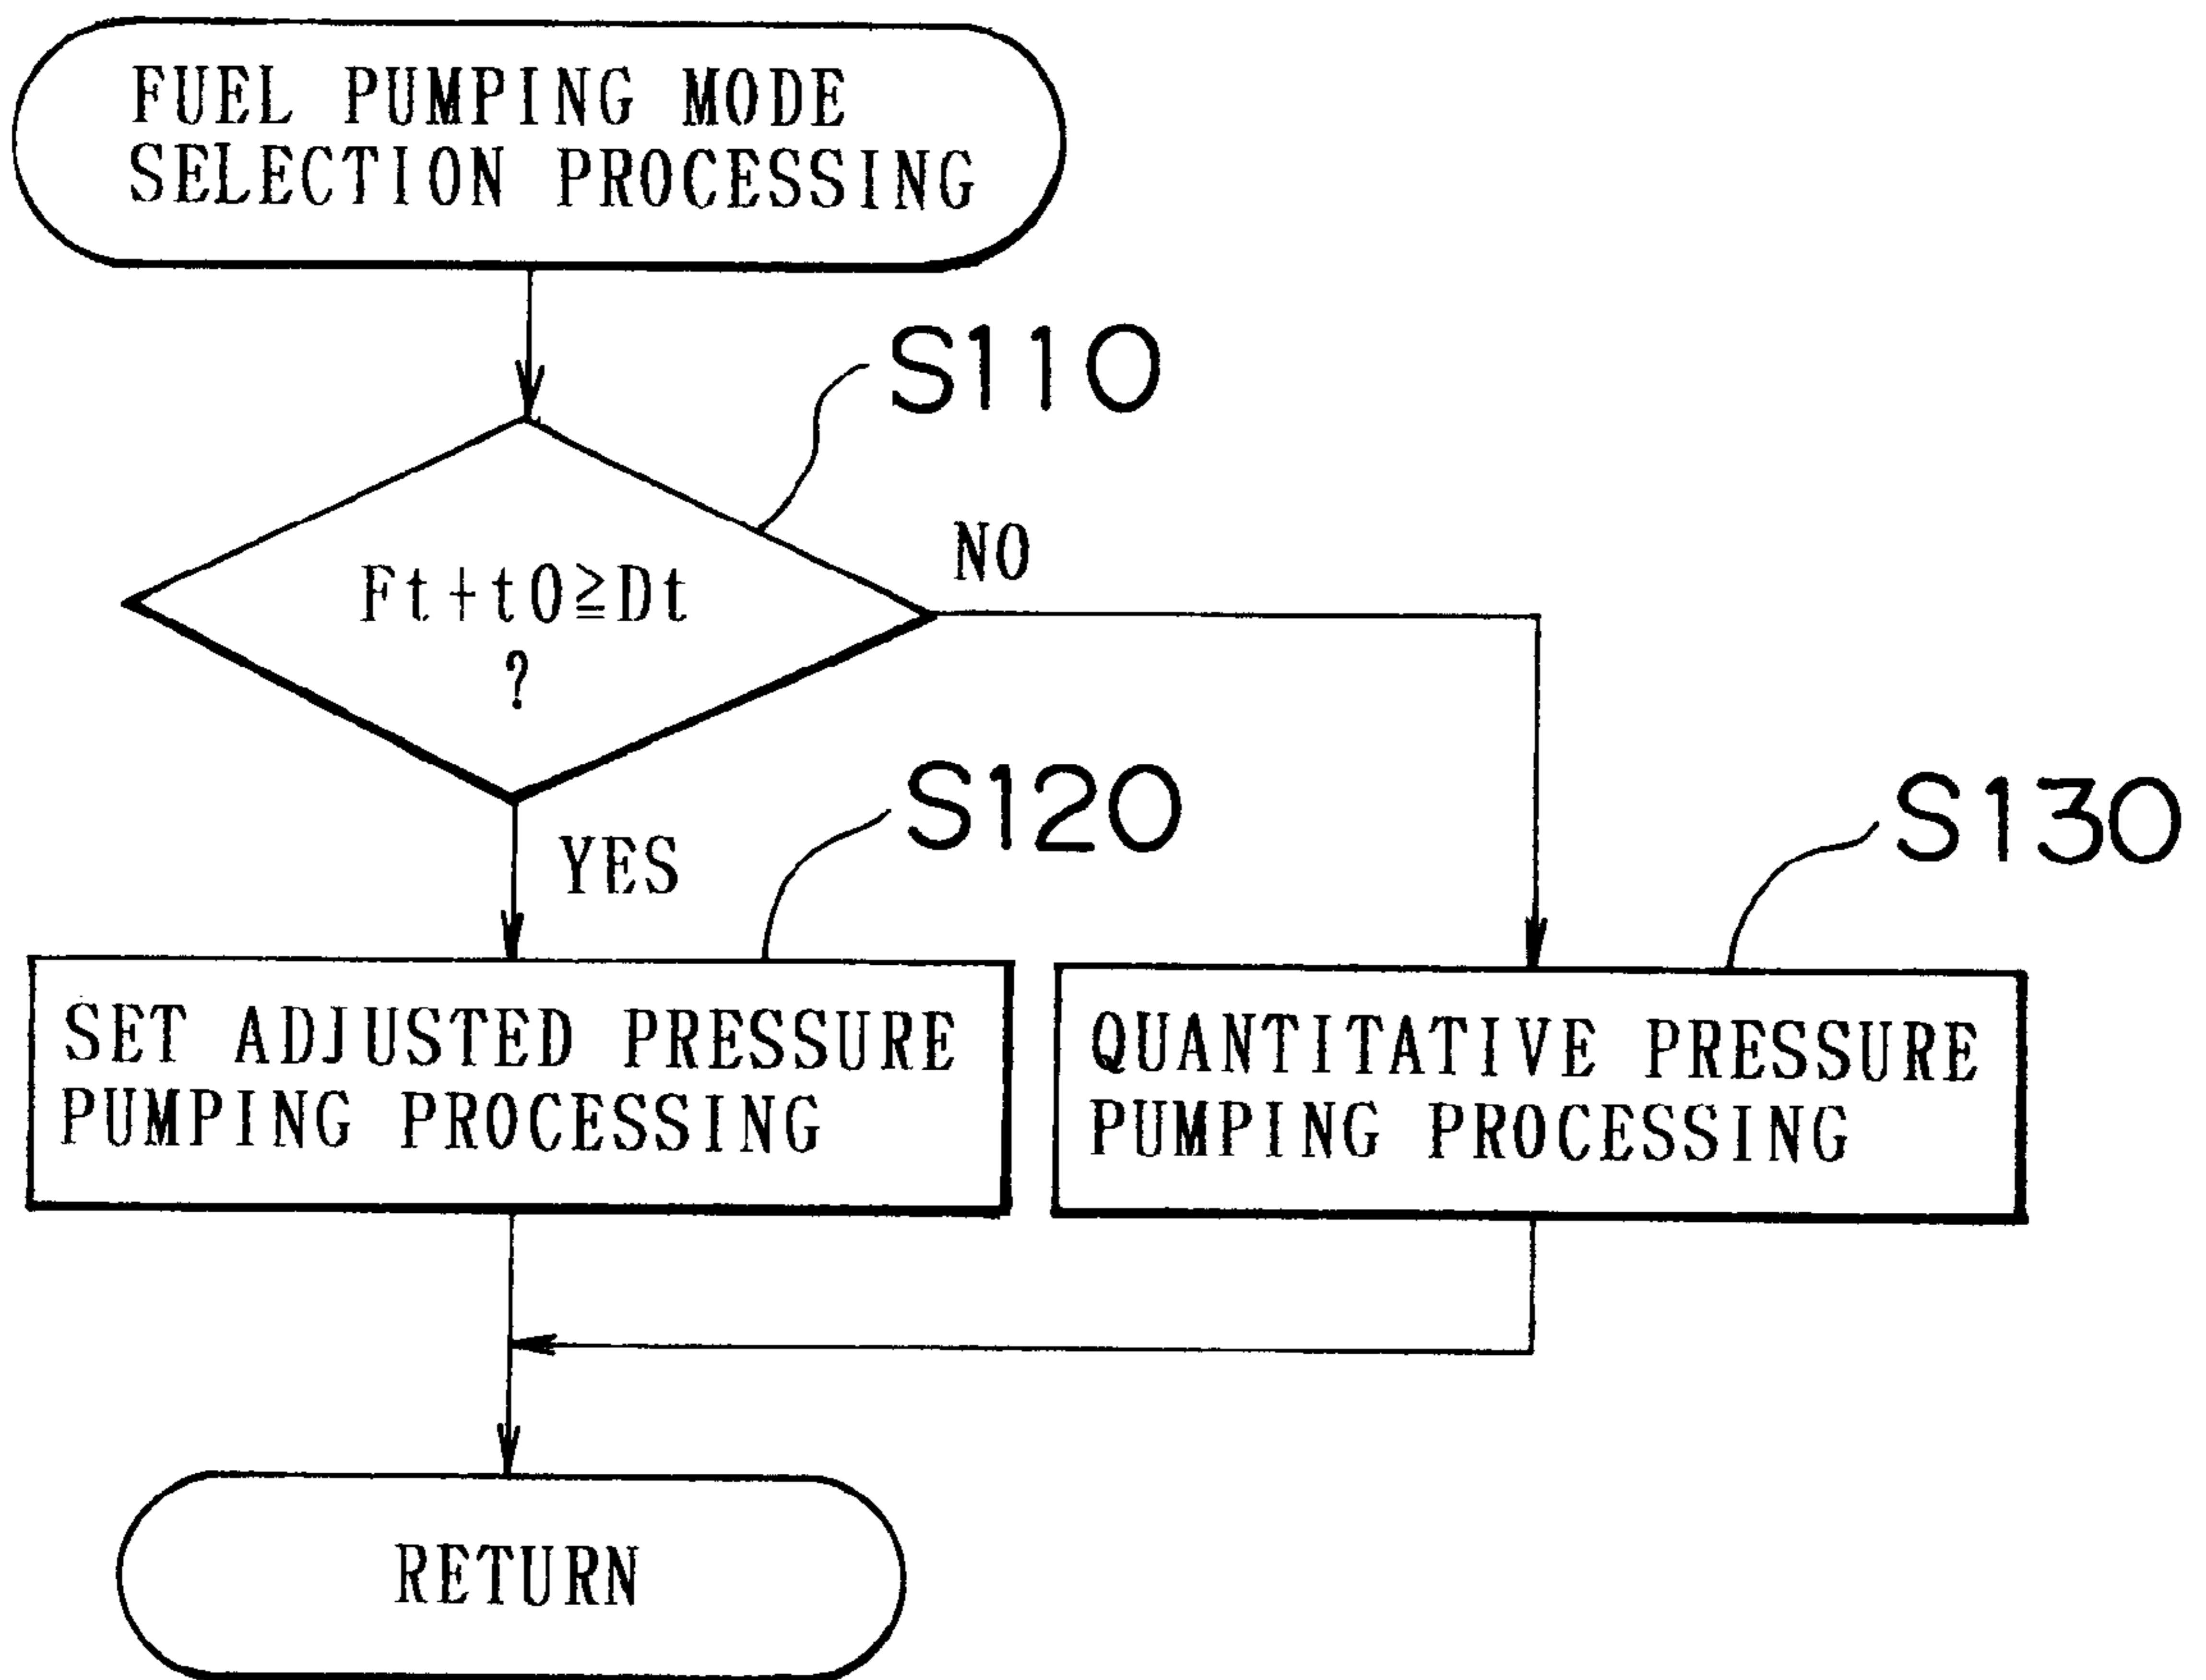 FUEL PUMPING MODE
SELECTION PROCESSING
S110
NO
Ft+t0≧Dt
?
YES
S120
S130
SET ADJUSTED PRESSURE
PUMPING PROCESSING
QUANTITATIVE PRESSURE
PUMPING PROCESSING
RETURN